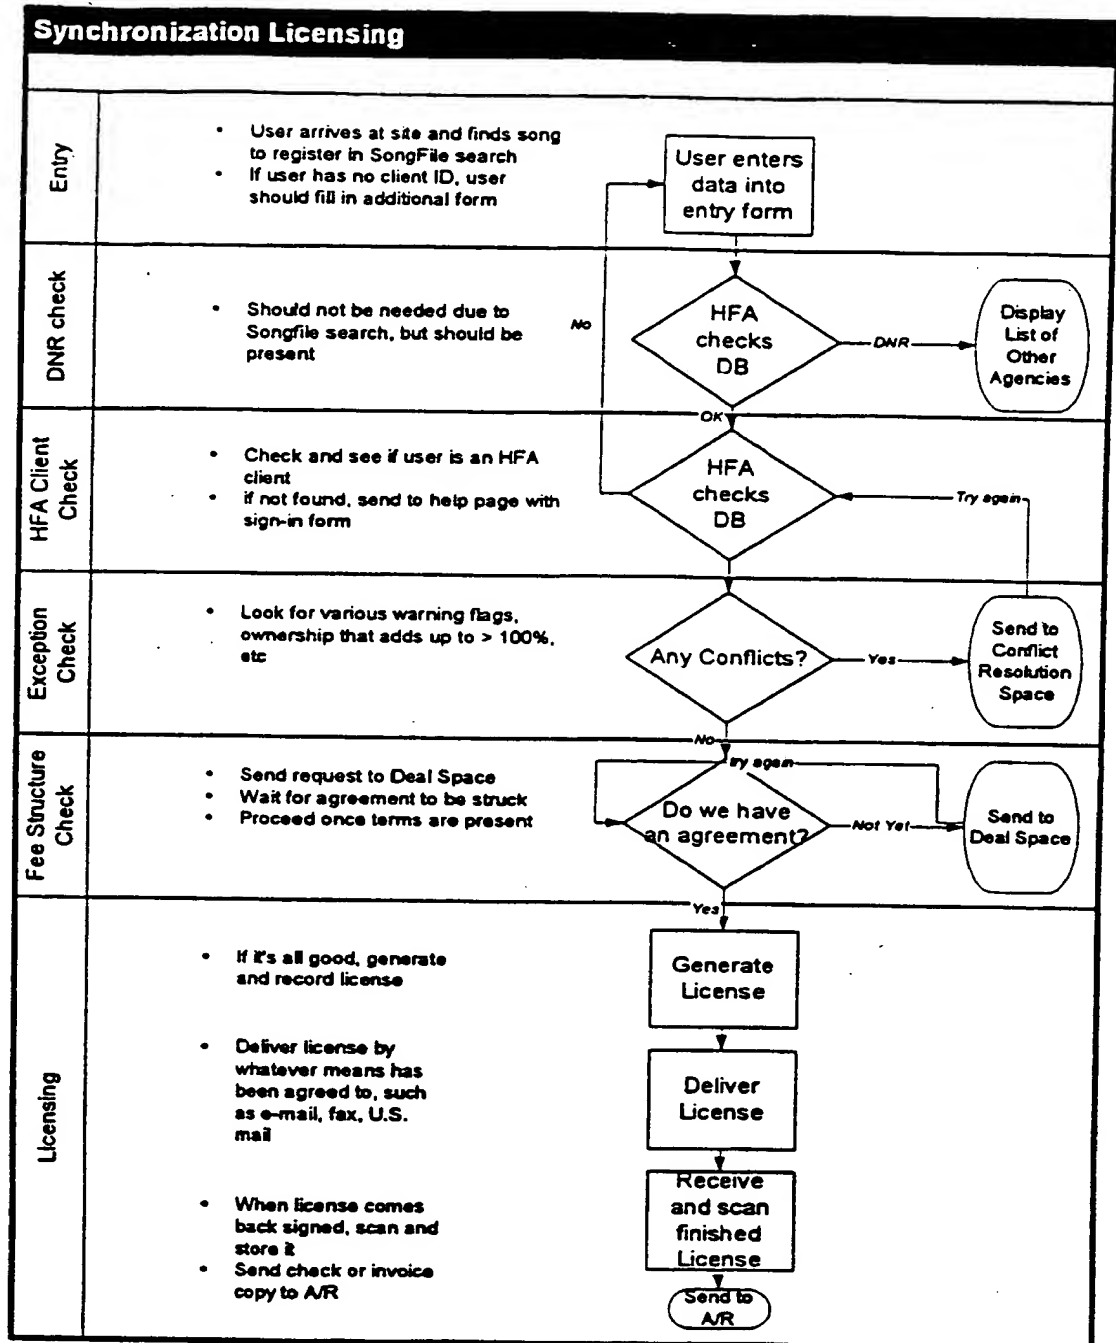 Synchronization Licensing
Entry
• User arrives at site and finds song
to register in SongFile search
• If user has no client ID, user
should fill in additional form
User enters
data into
entry form
DNR check
• Should not be needed due to
Songfile search, but should be
present
No
HFA
checks
DB
DNR
Display
List of
Other
Agencies
OK
HFA Client
Check
• Check and see if user is an HFA
client
• if not found, send to help page with
sign-in form
HFA
checks
DB
Try again
Exception
Check
• Look for various warning flags,
ownership that adds up to > 100%,
etc
Any Conflicts?
Yes
Send to
Conflict
Resolution
Space
No
Fee Structure
Check
• Send request to Deal Space
• Wait for agreement to be struck
• Proceed once terms are present
try again
Do we have
an agreement?
Not Yet
Send to
Deal Space
Yes
Licensing
• If it's all good, generate
and record license
Generate
License
• Deliver license by
whatever means has
been agreed to, such
as e-mail, fax, U.S.
mail
Deliver
License
• When license comes
back signed, scan and
store it
• Send check or invoice
copy to A/R
Receive
and scan
finished
License
Send to
A/R